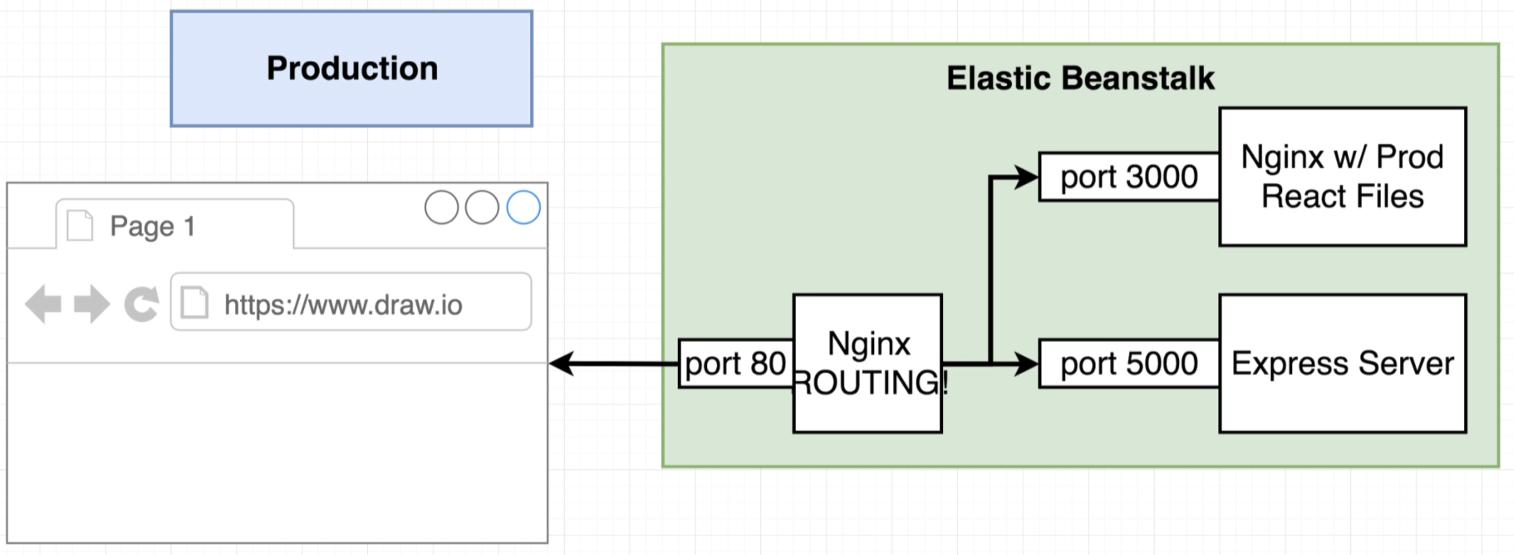 Production
Page 1
https://www.draw.io
Elastic Beanstalk
port 80
Nginx
ROUTING!
port 3000
Nginx w/ Prod
React Files
port 5000
Express Server